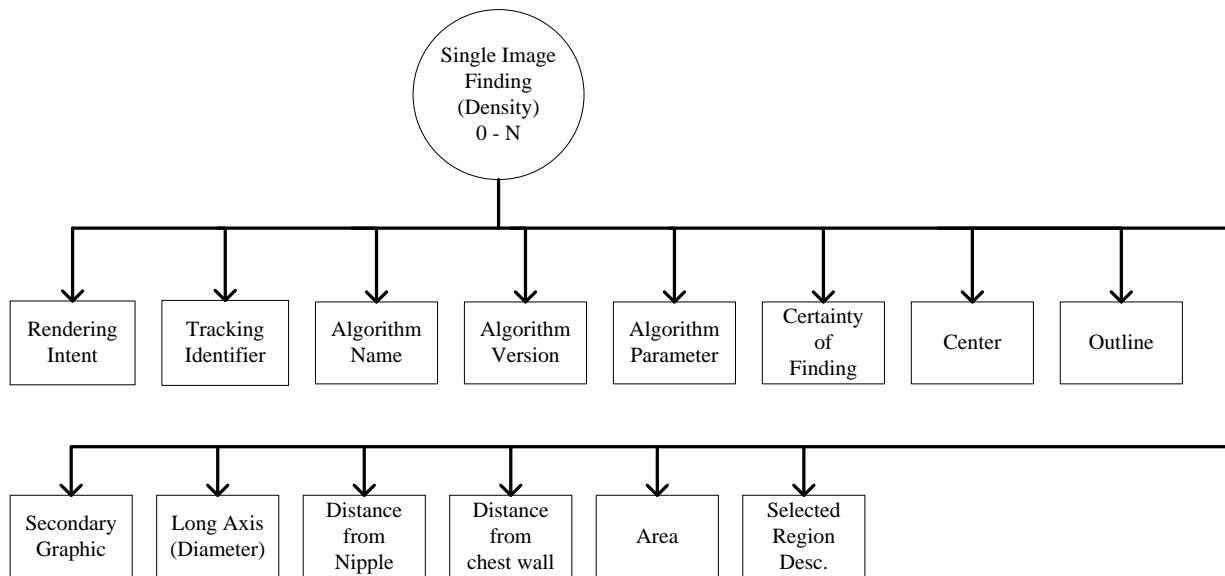 Single Image
Finding
(Density)
0 - N
Rendering
Intent
Tracking
Identifier
Algorithm
Name
Algorithm
Version
Algorithm
Parameter
Certainty
of
Finding
Center
Outline
Secondary
Graphic
Long Axis
(Diameter)
Distance
from
Nipple
Distance
from
chest wall
Area
Selected
Region
Desc.